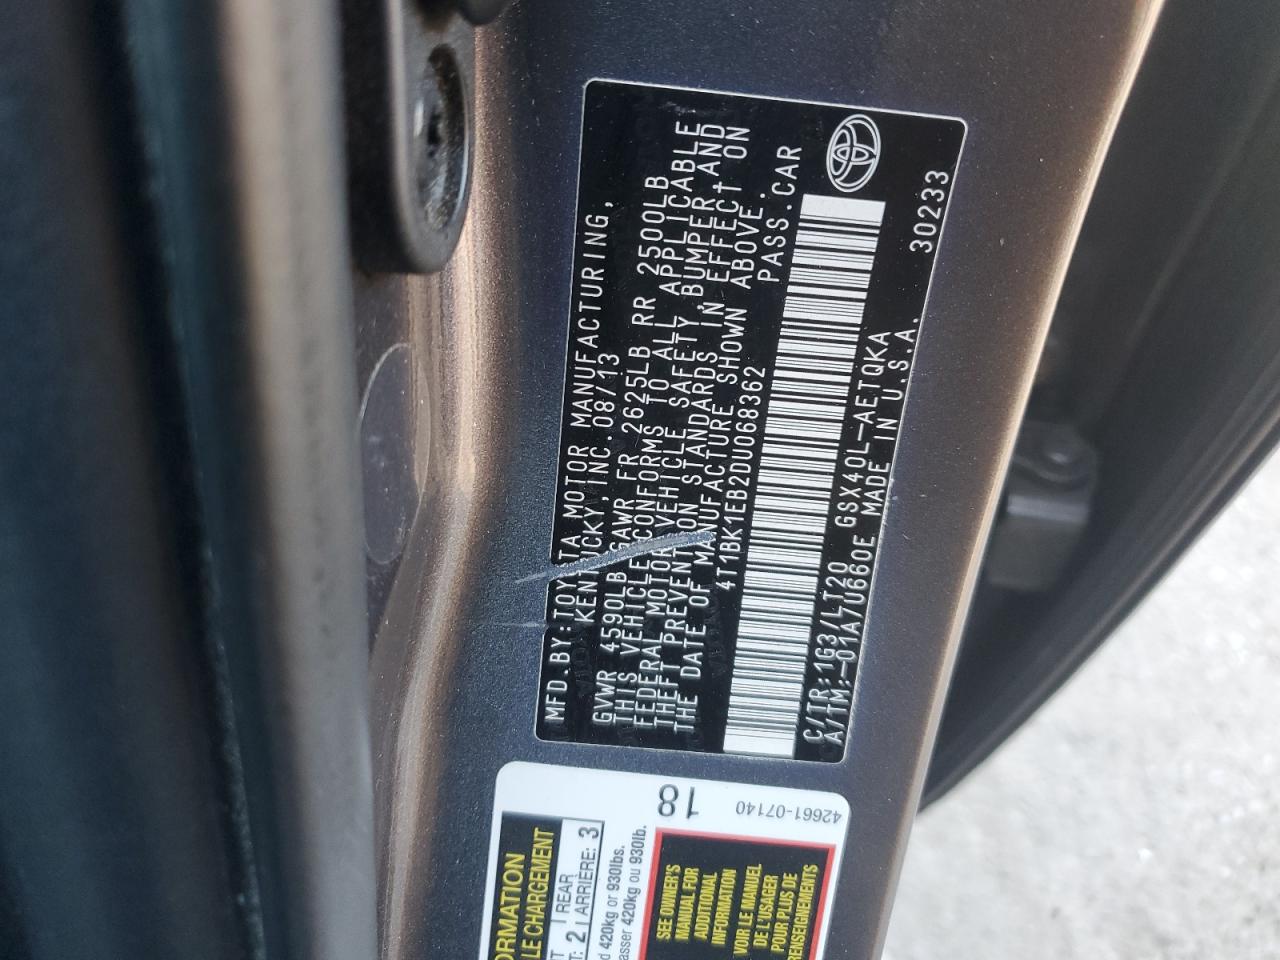 MFD.BY:TOYOTA MOTOR MANUFACTURING,
KENTUCKY,INC.08/13
GVWR 4590LB GAWR FR 2625LB RR 2500LB
THIS VEHICLE CONFORMS TO ALL APPLICABLE
FEDERAL MOTOR VEHICLE SAFETY,BUMPER,AND
THEFT PREVENTION STANDARDS IN EFFECT ON
THE DATE OF MANUFACTURE SHOWN ABOVE.
4T1BK1EB2DU068362 PASS.CAR
C/TR:1G3/LT20 GSX40L-AETQKA
A/TM:-01A/U660E MADE IN U.S.A.
30233
18
42661-07140
ORMATION
LE CHARGEMENT
2
REAR
ARRIÈRE: 3
420kg or 930lbs.
asser 420kg ou 930lb.
SEE OWNER'S
MANUAL FOR
ADDITIONAL
INFORMATION
VOIR LE MANUEL
DE L'USAGER
POUR PLUS DE
RENSEIGNEMENTS